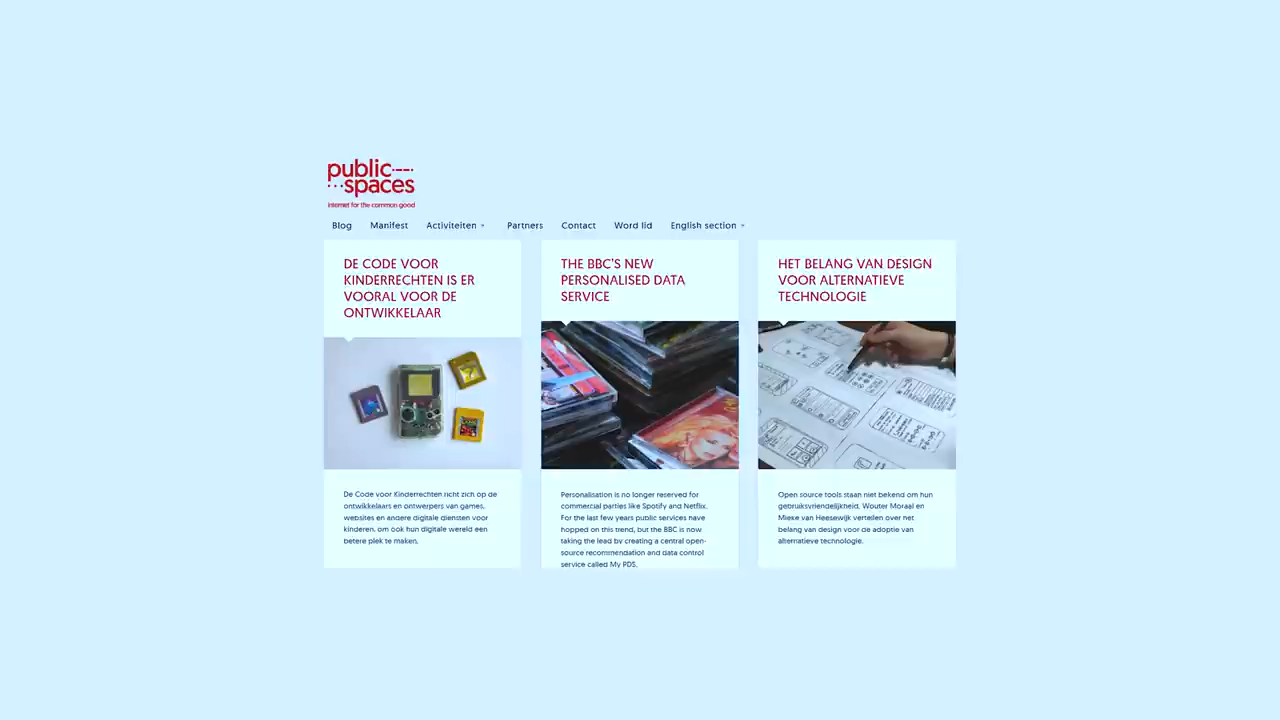 public
spaces
internet for the common good
Blog Manifest Activiteiten Partners Contact Word lid English section
DE CODE VOOR
KINDERRECHTEN IS ER
VOORAL VOOR DE
ONTWIKKELAAR
De Code voor Kinderrechten richt zich op de
ontwikkelaars en ontwerpers van games,
websites en andere digitale diensten voor
kinderen, om ook hun digitale wereld een
betere plek te maken.
THE BBC'S NEW
PERSONALISED DATA
SERVICE
Personalisation is no longer reserved for
commercial parties like Spotify and Netflix.
For the last few years public services have
hopped on this trend, but the BBC is now
taking the lead by creating a central open-
source recommendation and data control
service called My PDS.
HET BELANG VAN DESIGN
VOOR ALTERNATIEVE
TECHNOLOGIE
Open source tools staan niet bekend om hun
gebruiksvriendelijkheid. Wouter Moraal en
Mieke van Heesewijk vertellen over het
belang van design voor de adoptie van
alternatieve technologie.